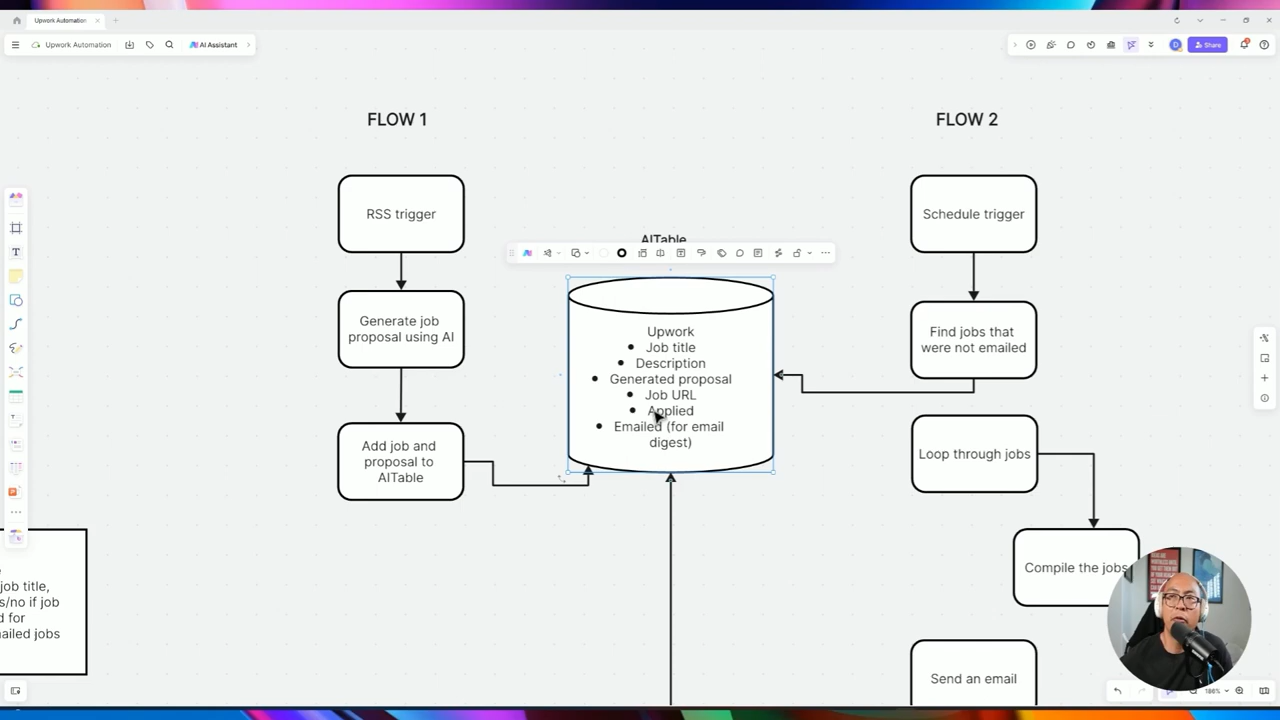 Upwork Automation
Upwork Automation
AI Assistant
Share
FLOW 1
FLOW 2
RSS trigger
Generate job
proposal using AI
Add job and
proposal to
AITable
AITable
Upwork
• Job title
• Description
• Generated proposal
• Job URL
• Applied
• Emailed (for email
digest)
Schedule trigger
Find jobs that
were not emailed
Loop through jobs
Compile the jobs
Send an email
job title,
s/no if job
d for
nailed jobs
186%